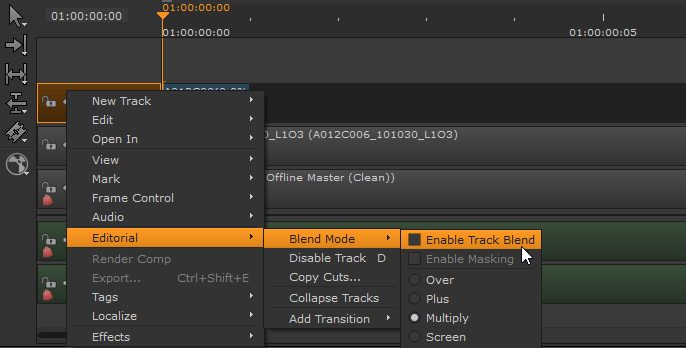 01:00:00:00
01:00:00:00
01:00:00:00
01:00:00:05
New Track
Edit
Open In
_L1O3 (A012C006_101030_L1O3)
View
Mark
Offline Master (Clean))
Frame Control
Audio
Editorial
Blend Mode
Enable Track Blend
Render Comp
Disable Track D
Enable Masking
Export... Ctrl+Shift+E
Copy Cuts...
Over
Tags
Collapse Tracks
Plus
Localize
Add Transition
Multiply
Effects
Screen